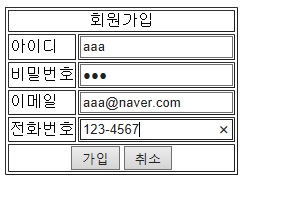 회원가입
아이디 aaa
비밀번호 ●●●
이메일 aaa@naver.com
전화번호 123-4567 ×
가입 취소